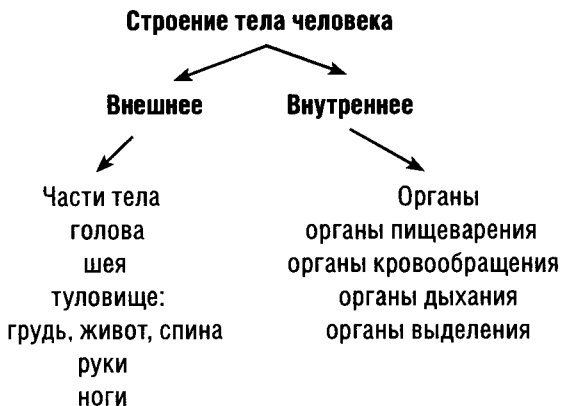 Строение тела человека
Внешнее
Внутреннее
Части тела
голова
шея
туловище:
грудь, живот, спина
руки
ноги
Органы
органы пищеварения
органы кровообращения
органы дыхания
органы выделения